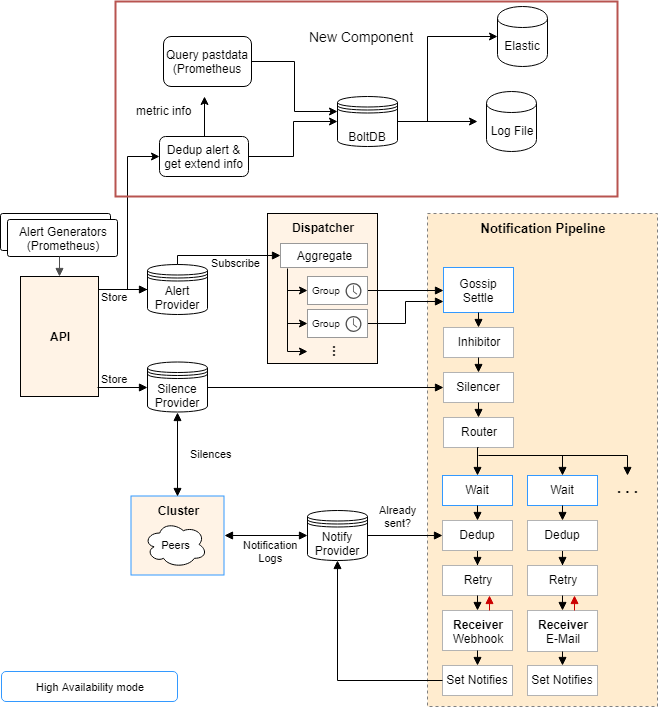 New Component
Query pastdata
(Prometheus
Elastic
metric info
BoltDB
Log File
Dedup alert &
get extend info
Alert Generators
(Prometheus)
Dispatcher
Notification Pipeline
Subscribe
Aggregate
Store
Alert
Provider
Group
Group
⋮
Gossip
Settle
API
Inhibitor
Store
Silence
Provider
Silencer
Router
Silences
Wait
Wait
. . .
Cluster
Peers
Notification
Logs
Notify
Provider
Already
sent?
Dedup
Dedup
Retry
Retry
Receiver
Webhook
Receiver
E-Mail
Set Notifies
Set Notifies
High Availability mode